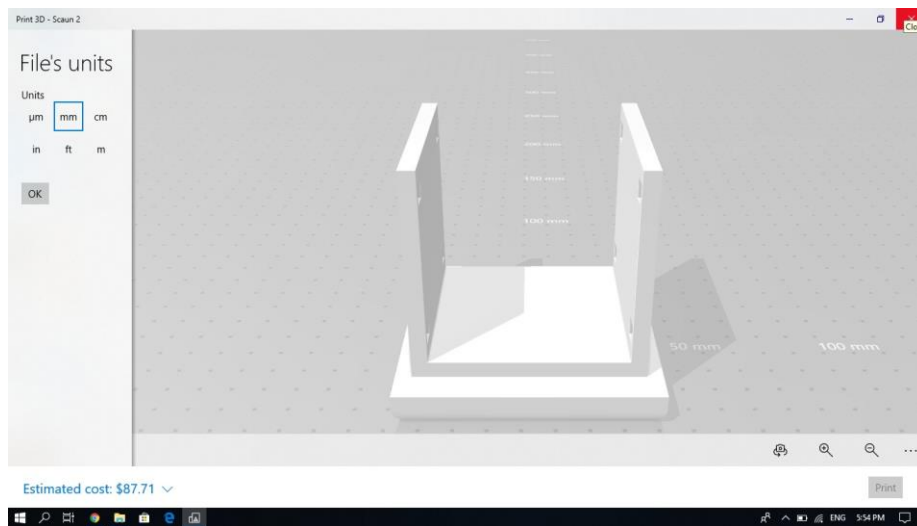 Print 3D - Scaun 2
Clo
File's units
Units
µm mm cm
in ft m
OK
150 mm
100 mm
50 mm
100 mm
Estimated cost: $87.71
Print
ENG 5:54 PM